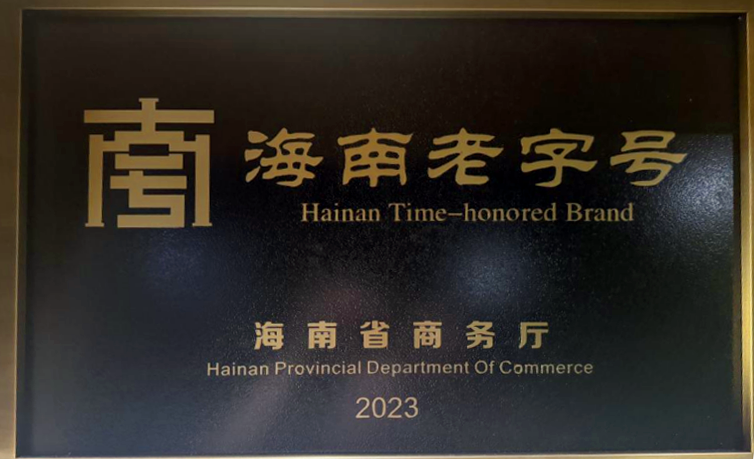 海南老字号
Hainan Time-honored Brand
海南省商务厅
Hainan Provincial Department Of Commerce
2023